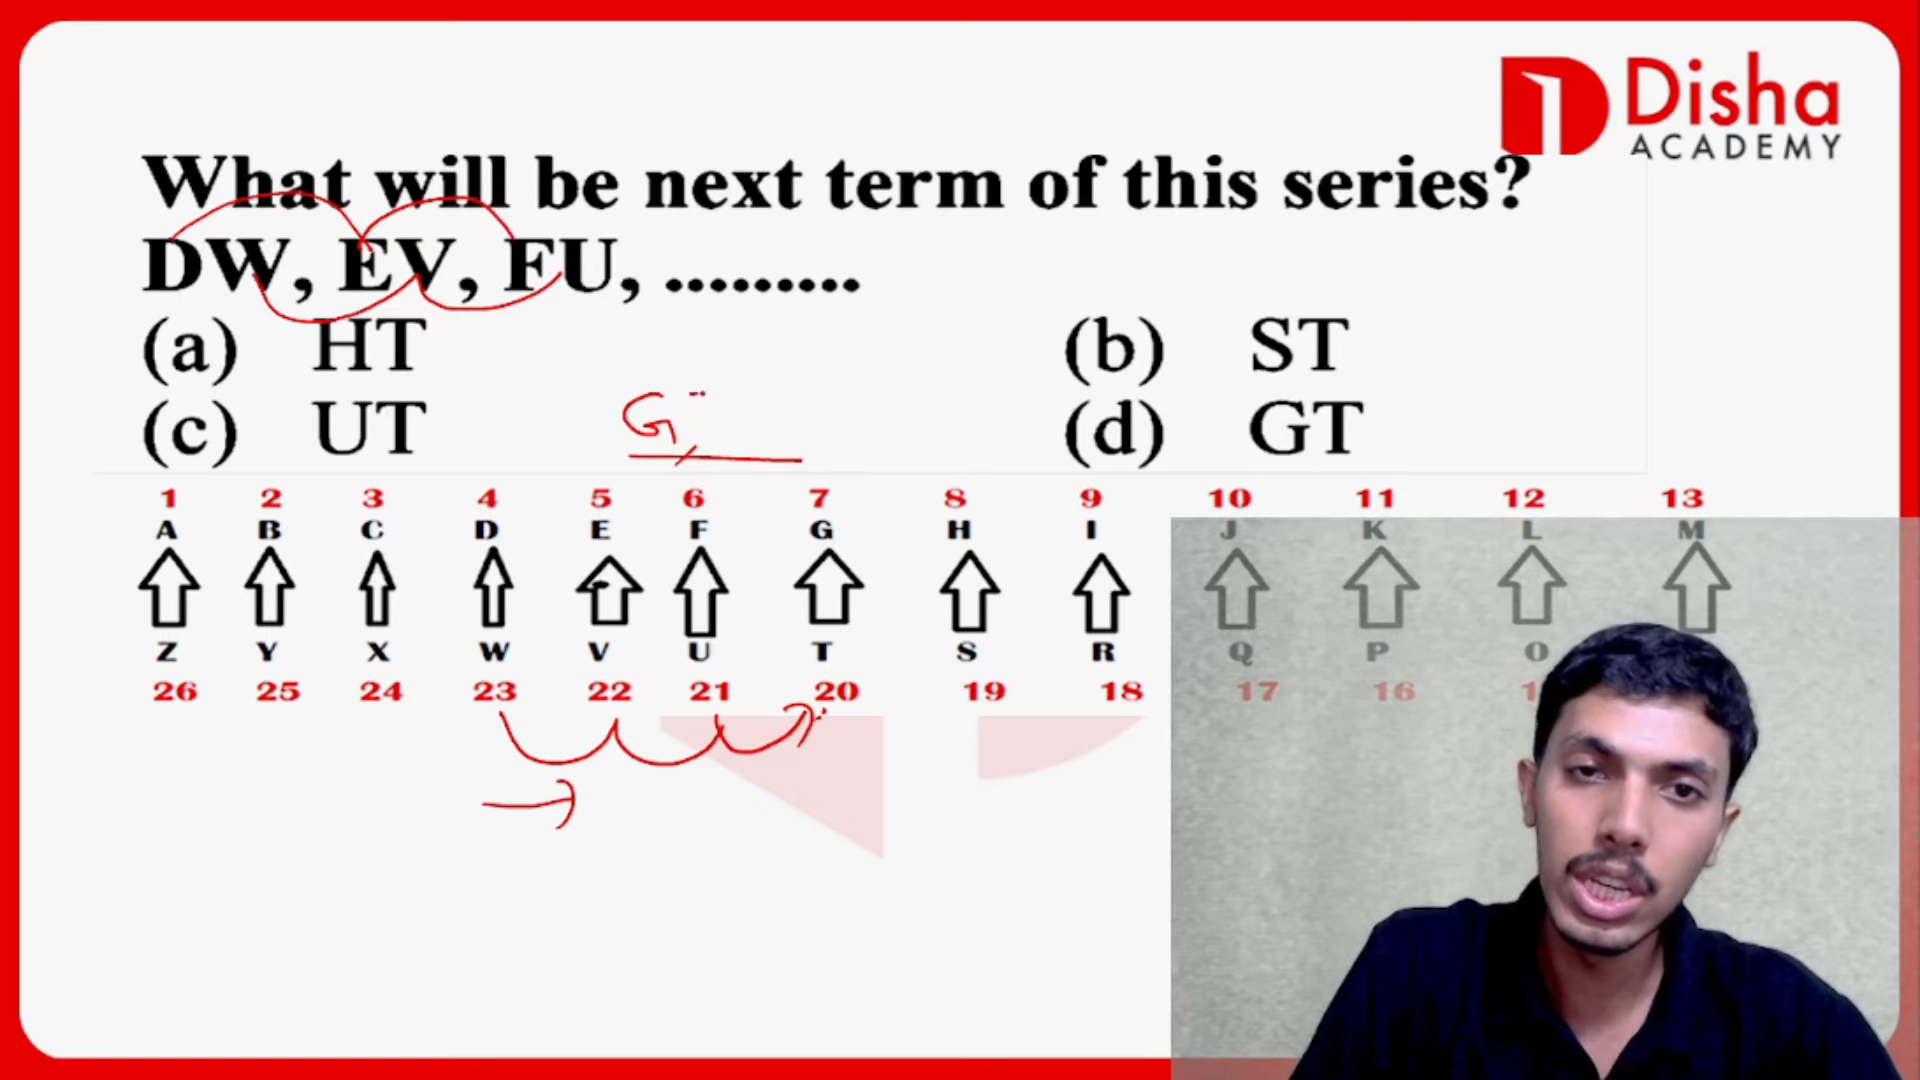 Disha
ACADEMY
What will be next term of this series?
DW, EV, FU, .........
(a) HT (b) ST
(c) UT (d) GT
G
1 2 3 4 5 6 7 8 9 10 11 12 13
A B C D E F G H I J K L M
Z Y X W V U T S R Q P O
26 25 24 23 22 21 20 19 18 17 16